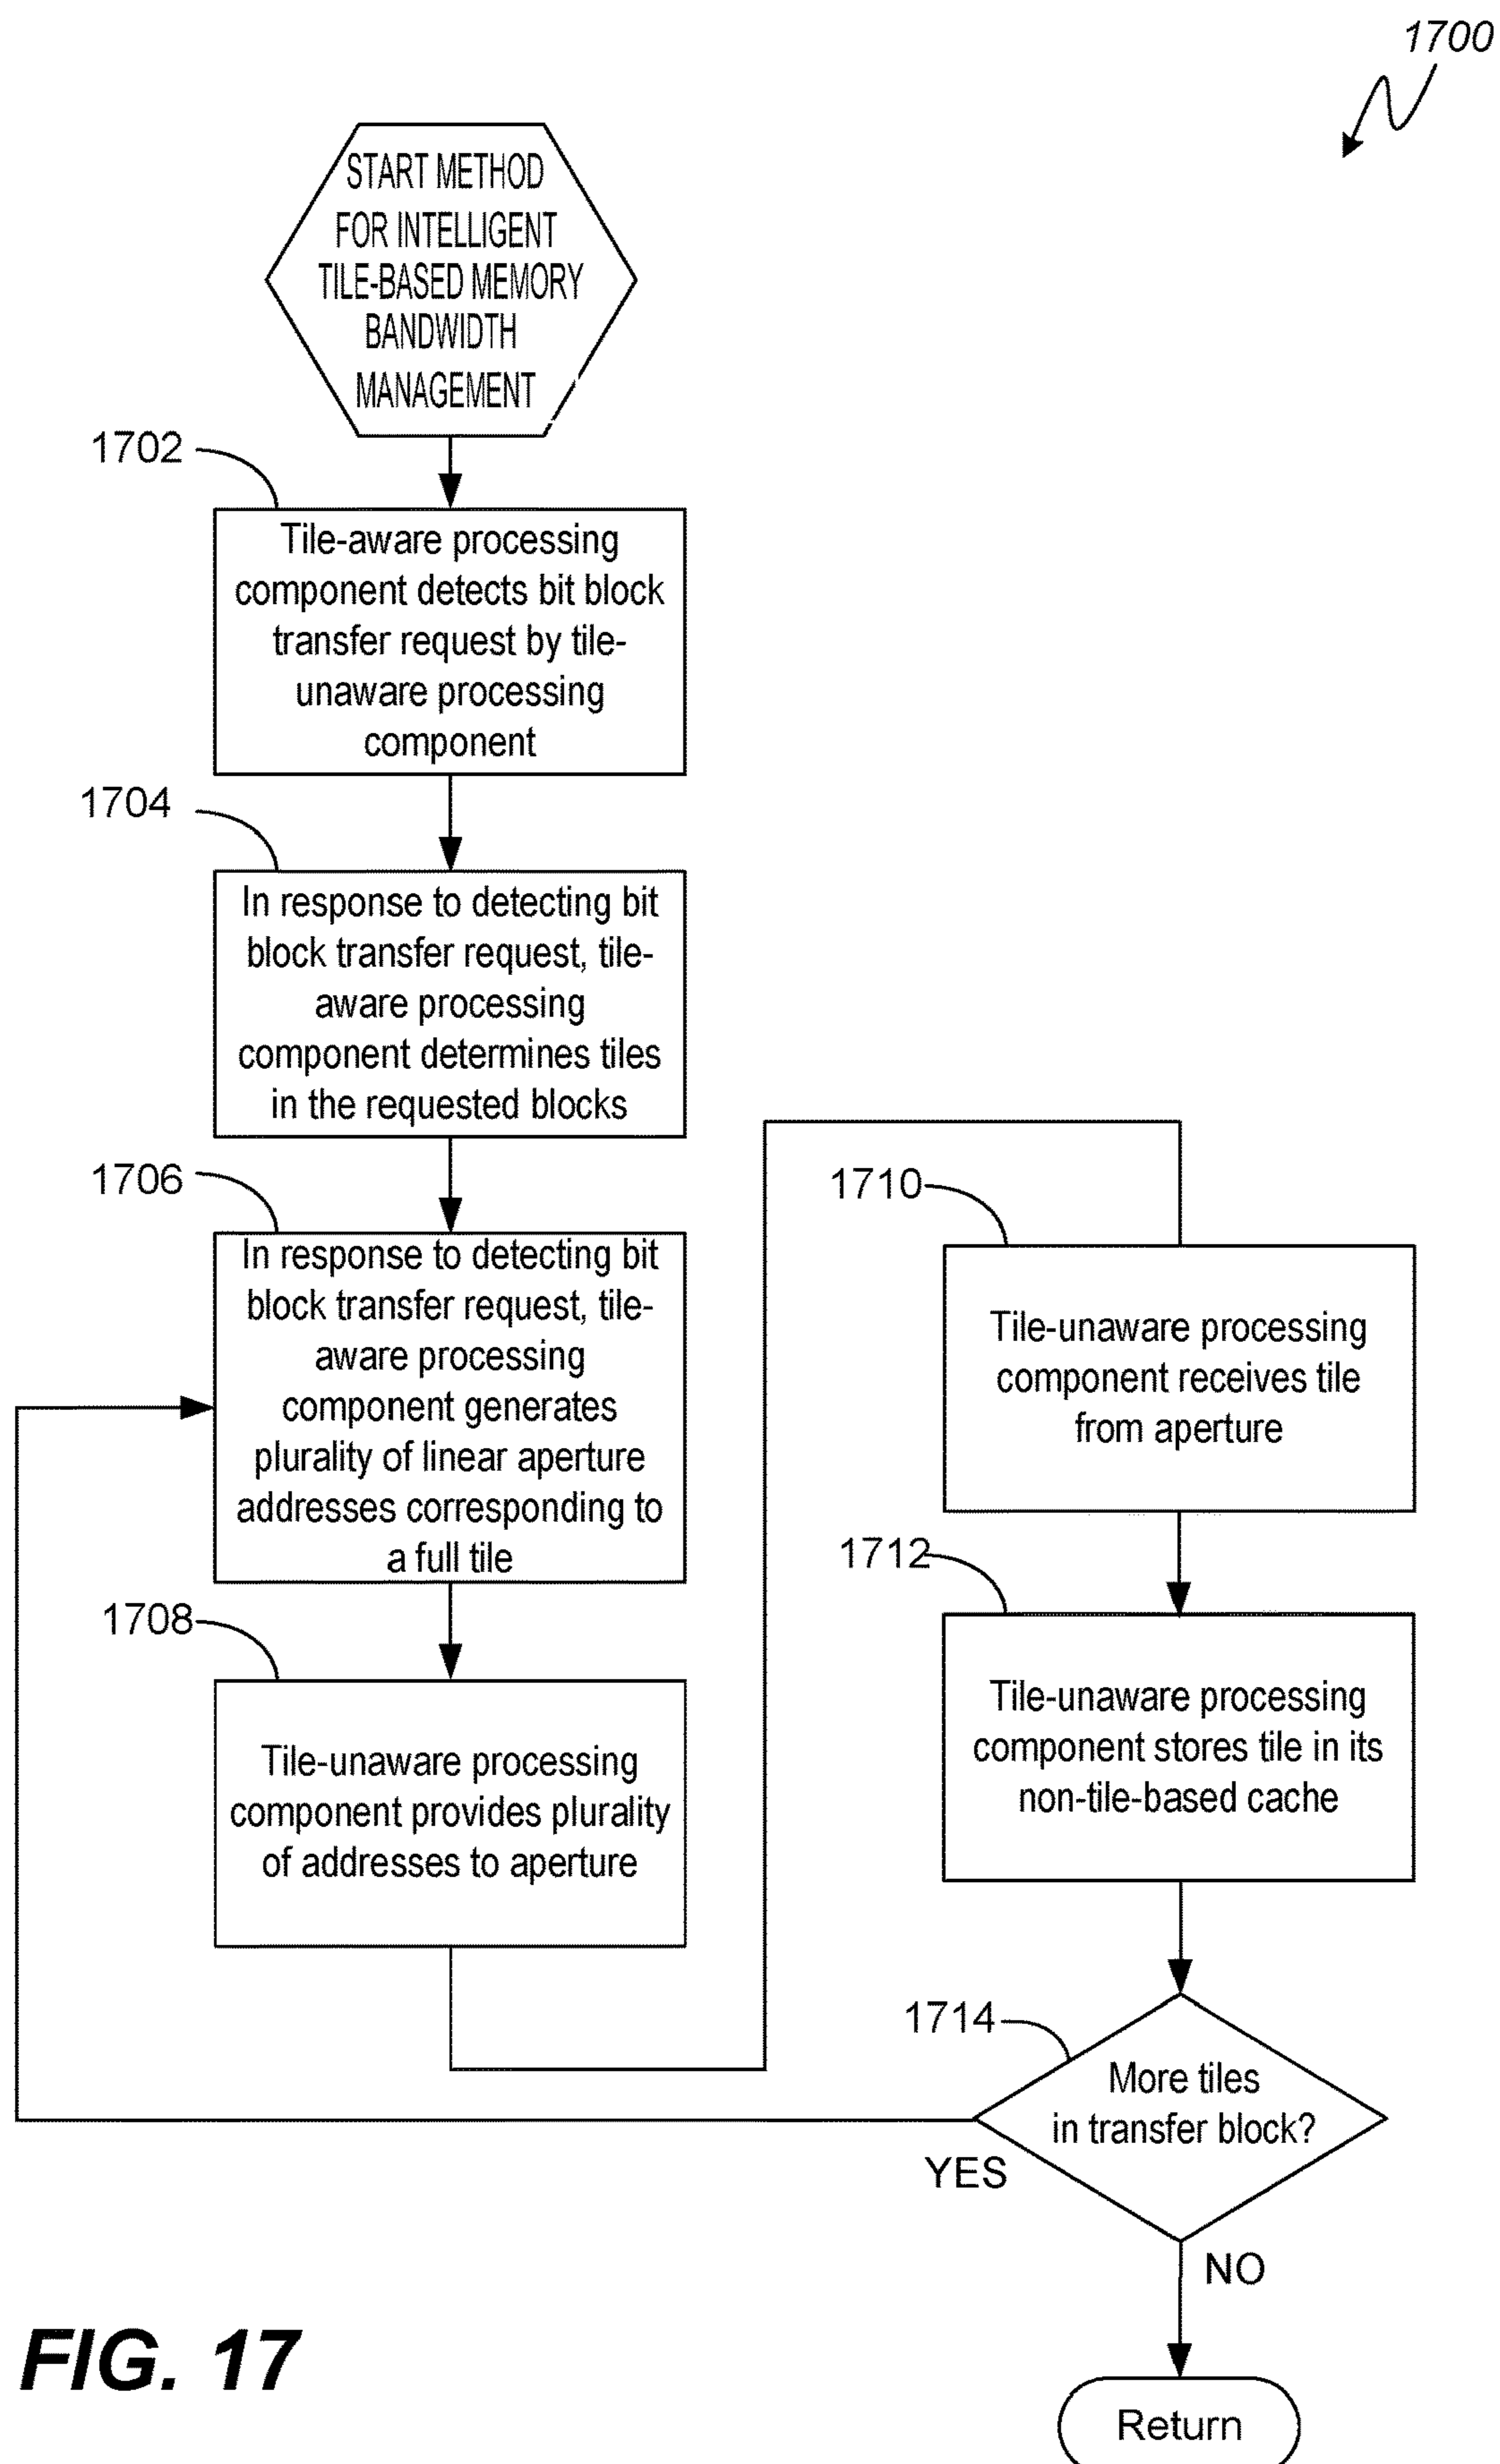 1700
START METHOD
FOR INTELLIGENT
TILE-BASED MEMORY
BANDWIDTH
MANAGEMENT
1702
Tile-aware processing
component detects bit block
transfer request by tile-
unaware processing
component
1704
In response to detecting bit
block transfer request, tile-
aware processing
component determines tiles
in the requested blocks
1706
In response to detecting bit
block transfer request, tile-
aware processing
component generates
plurality of linear aperture
addresses corresponding to
a full tile
1708
Tile-unaware processing
component provides plurality
of addresses to aperture
1710
Tile-unaware processing
component receives tile
from aperture
1712
Tile-unaware processing
component stores tile in its
non-tile-based cache
1714
More tiles
in transfer block?
YES
NO
Return
FIG. 17